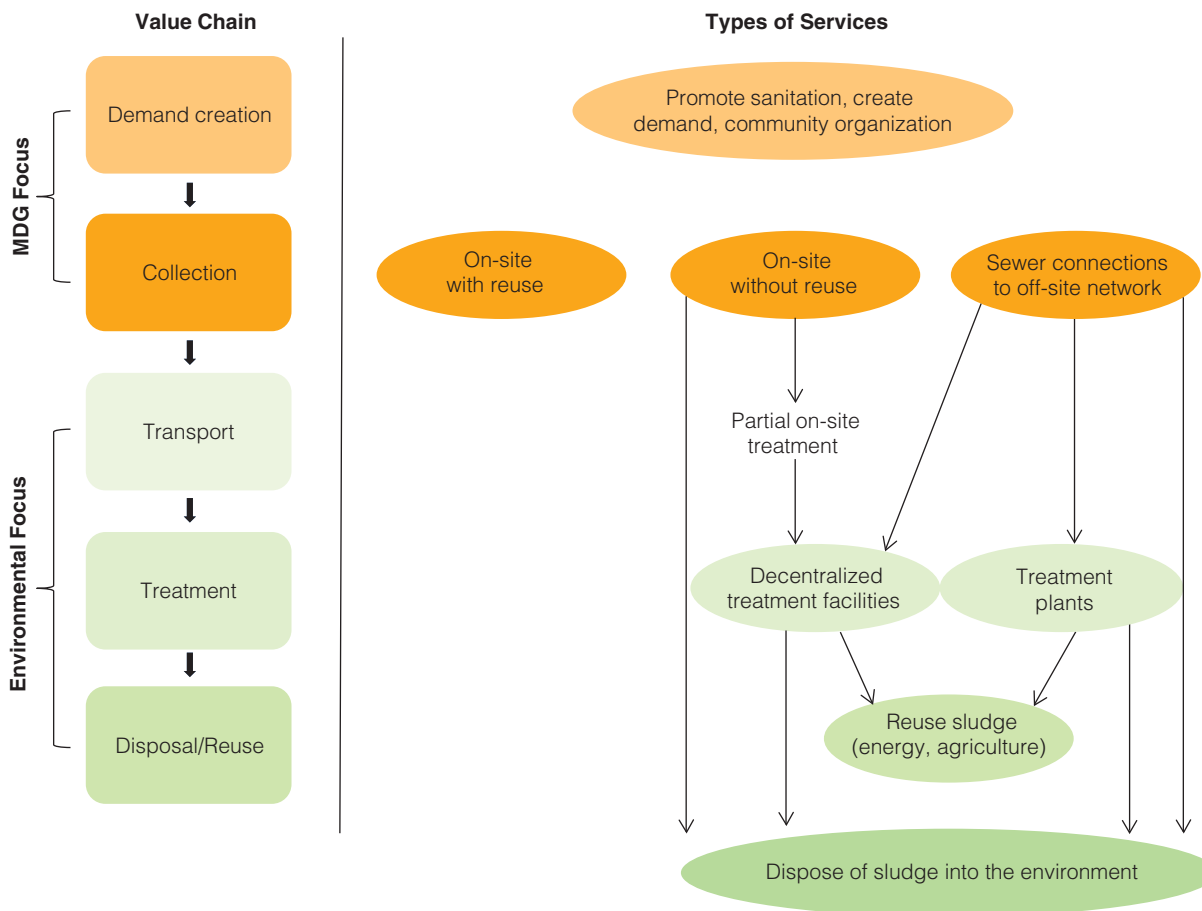 Value Chain
Types of Services
MDG Focus
Demand creation
Promote sanitation, create
demand, community organization
Collection
On-site
with reuse
On-site
without reuse
Sewer connections
to off-site network
Environmental Focus
Transport
Partial on-site
treatment
Treatment
Decentralized
treatment facilities
Treatment
plants
Disposal/Reuse
Reuse sludge
(energy, agriculture)
Dispose of sludge into the environment